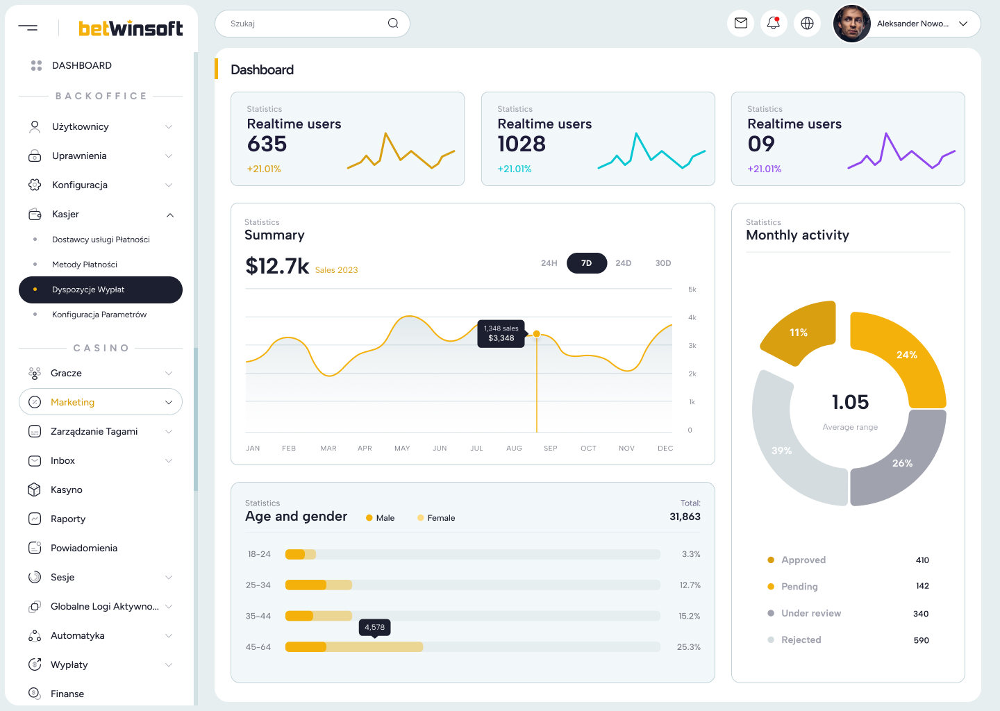 betwinsoft
DASHBOARD
BACKOFFICE
Użytkownicy
Uprawnienia
Konfiguracja
Kasjer
Dostawcy usługi Płatności
Metody Płatności
Dyspozycje Wypłat
Konfiguracja Parametrów
CASINO
Gracze
Marketing
Zarządzanie Tagami
Inbox
Kasyno
Raporty
Powiadomienia
Sesje
Globalne Logi Aktywno...
Automatyka
Wypłaty
Finanse
Szukaj
Aleksander Nowo...
Dashboard
Statistics
Realtime users
635
+21.01%
Statistics
Realtime users
1028
+21.01%
Statistics
Realtime users
09
+21.01%
Statistics
Summary
$12.7k Sales 2023
24H 7D 24D 30D
5k
4k
3k
2k
1k
0
1,348 sales
$3,348
JAN FEB MAR APR MAY JUN JUL AUG SEP OCT NOV DEC
Statistics
Age and gender
Male Female
Total:
31,863
18-24 3.3%
25-34 12.7%
35-44 15.2%
4,578
45-64 25.3%
Statistics
Monthly activity
11%
24%
39%
26%
1.05
Average range
Approved 410
Pending 142
Under review 340
Rejected 590